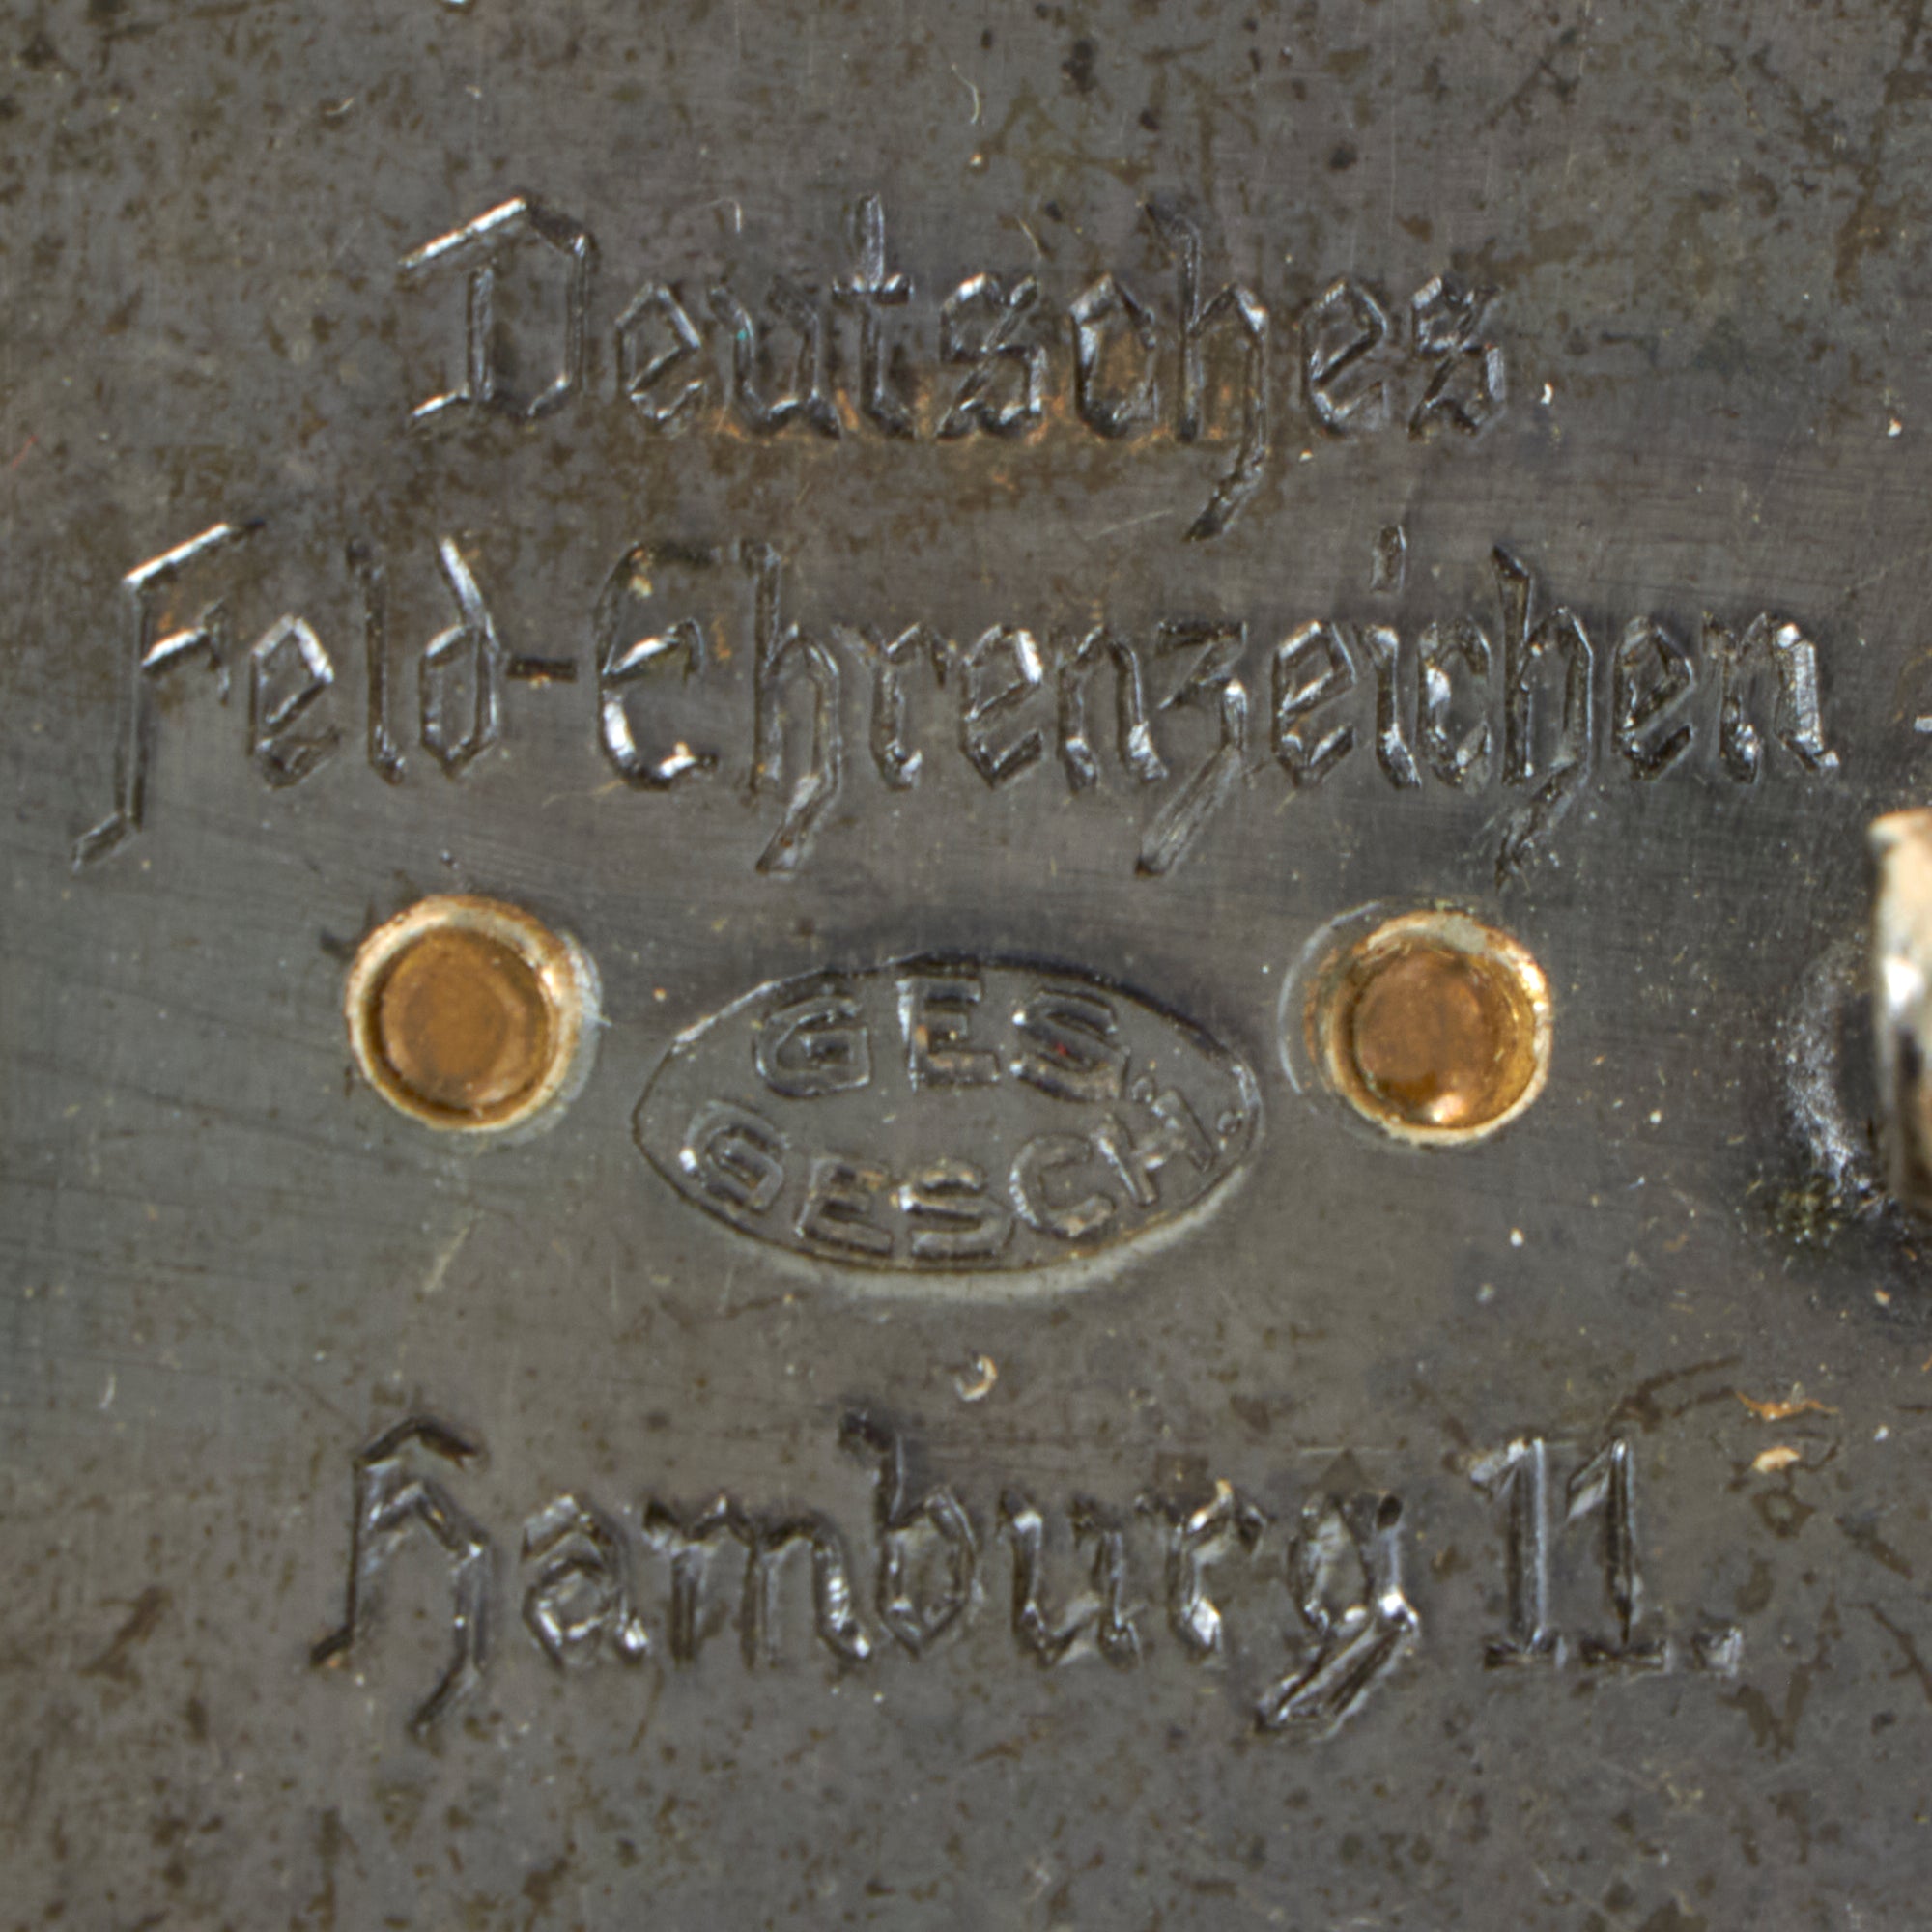 Deutsches
Feld-Ehrenzeichen
GES.
GESCH.
Hamburg 11.